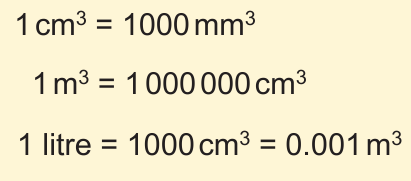 1 cm³ = 1000 mm³
1 m³ = 1 000 000 cm³
1 litre = 1000 cm³ = 0.001 m³